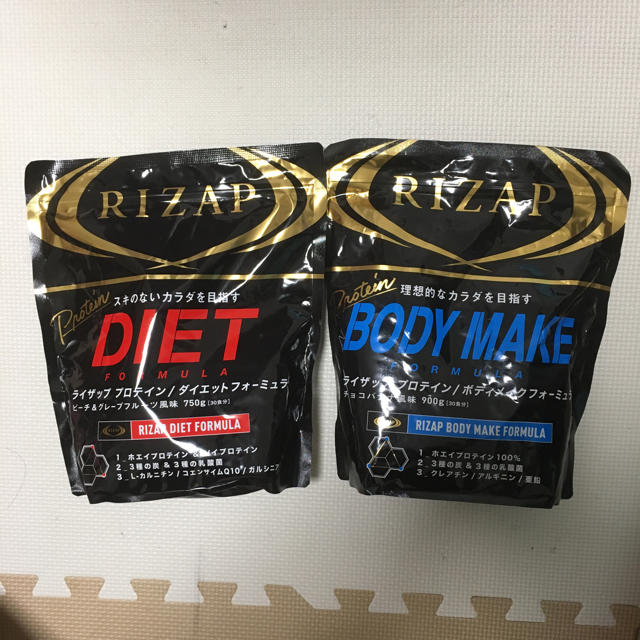 RIZAP
Protein
スキのないカラダを目指す
DIET
FORMULA
ライザップ プロテイン/ダイエットフォーミュラ
ピーチ&グレープフルーツ風味 750g [30食分]
RIZAP
RIZAP DIET FORMULA
1_ホエイプロテイン&ソイプロテイン
2_3種の炭&3種の乳酸菌
3_L-カルニチン/コエンザイムQ10/ガルシニア
RIZAP
Protein
理想的なカラダを目指す
BODY MAKE
FORMULA
ライザップ プロテイン/ボディメイクフォーミュラ
チョコバナナ風味 900g [30食分]
RIZAP
RIZAP BODY MAKE FORMULA
1_ホエイプロテイン100%
2_3種の炭&3種の乳酸菌
3_クレアチン/アルギニン/亜鉛